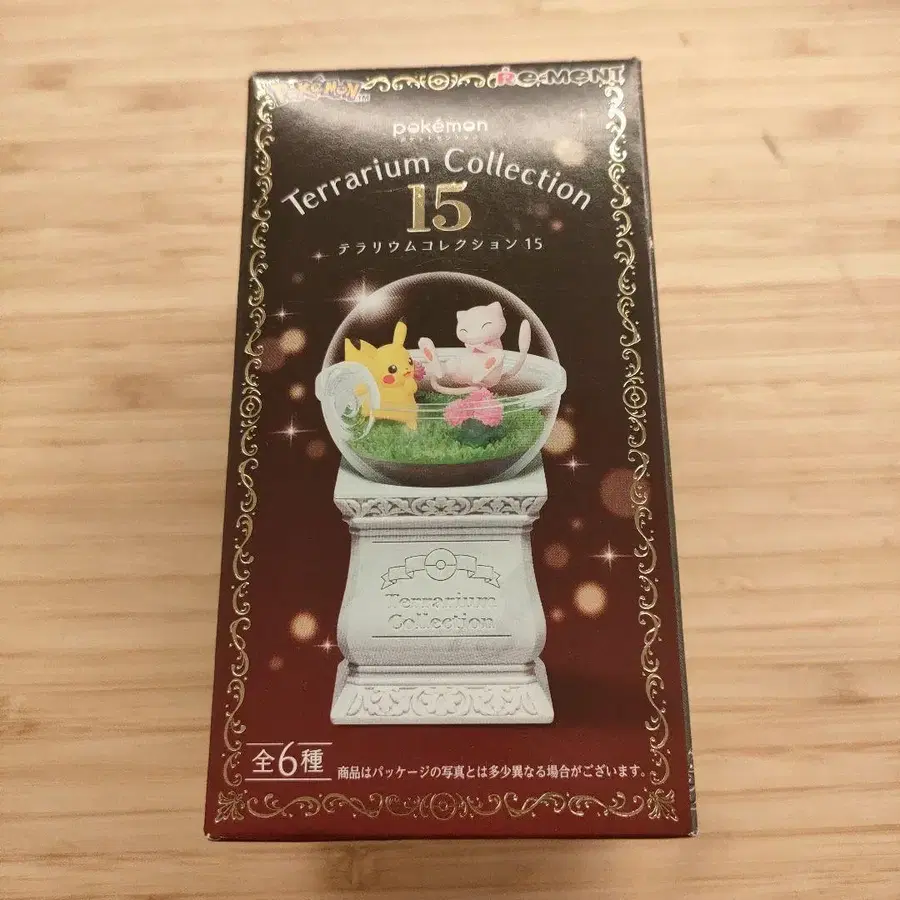 POKéMON™
Re-MeNT
pokémon
Terrarium Collection
15
テラリウムコレクション 15
Terrarium
Collection
全6種
商品はパッケージの写真とは多少異なる場合がございます。